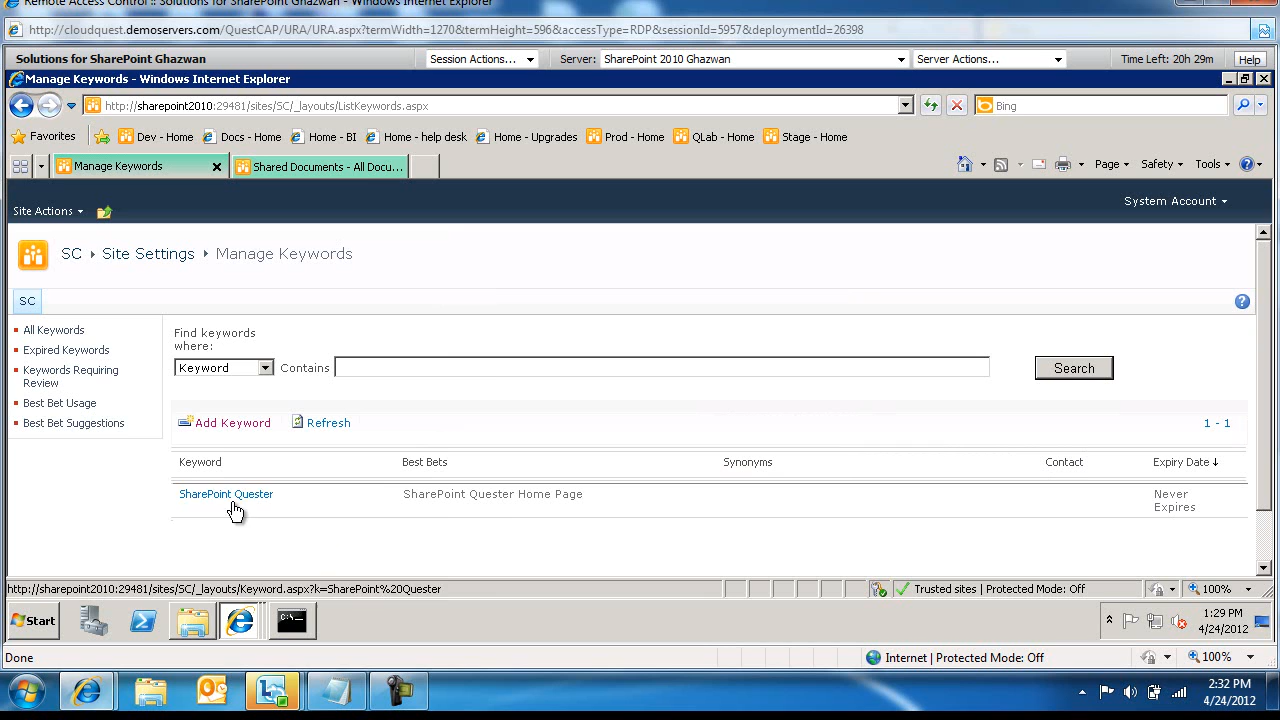 Remote Access Control :: Solutions for SharePoint Ghazwan - Windows Internet Explorer
http://cloudquest.demoservers.com/QuestCAP/URA/URA.aspx?termWidth=1270&termHeight=596&accessType=RDP&sessionId=5957&deploymentId=26398
Solutions for SharePoint Ghazwan Session Actions... Server: SharePoint 2010 Ghazwan Server Actions... Time Left: 20h 29m Help
Manage Keywords - Windows Internet Explorer
http://sharepoint2010:29481/sites/SC/_layouts/ListKeywords.aspx Bing
Favorites Dev - Home Docs - Home Home - BI Home - help desk Home - Upgrades Prod - Home QLab - Home Stage - Home
Manage Keywords Shared Documents - All Docu... Page Safety Tools
Site Actions System Account
SC Site Settings Manage Keywords
SC
All Keywords
Expired Keywords
Keywords Requiring
Review
Best Bet Usage
Best Bet Suggestions
Find keywords
where:
Keyword Contains Search
Add Keyword Refresh 1 - 1
Keyword Best Bets Synonyms Contact Expiry Date
SharePoint Quester SharePoint Quester Home Page Never
Expires
http://sharepoint2010:29481/sites/SC/_layouts/Keyword.aspx?k=SharePoint%20Quester Trusted sites | Protected Mode: Off 100%
Start C:\ 1:29 PM
4/24/2012
Done Internet | Protected Mode: Off 100%
2:32 PM
4/24/2012